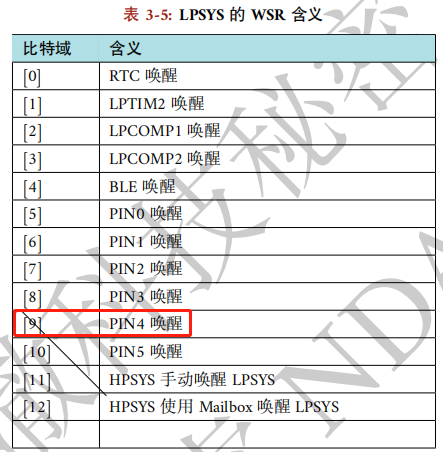 表 3-5: LPSYS 的 WSR 含义
比特域 含义
[0] RTC 唤醒
[1] LPTIM2 唤醒
[2] LPCOMP1 唤醒
[3] LPCOMP2 唤醒
[4] BLE 唤醒
[5] PIN0 唤醒
[6] PIN1 唤醒
[7] PIN2 唤醒
[8] PIN3 唤醒
[9] PIN4 唤醒
[10] PIN5 唤醒
[11] HPSYS 手动唤醒 LPSYS
[12] HPSYS 使用 Mailbox 唤醒 LPSYS
科技秘密
NDA